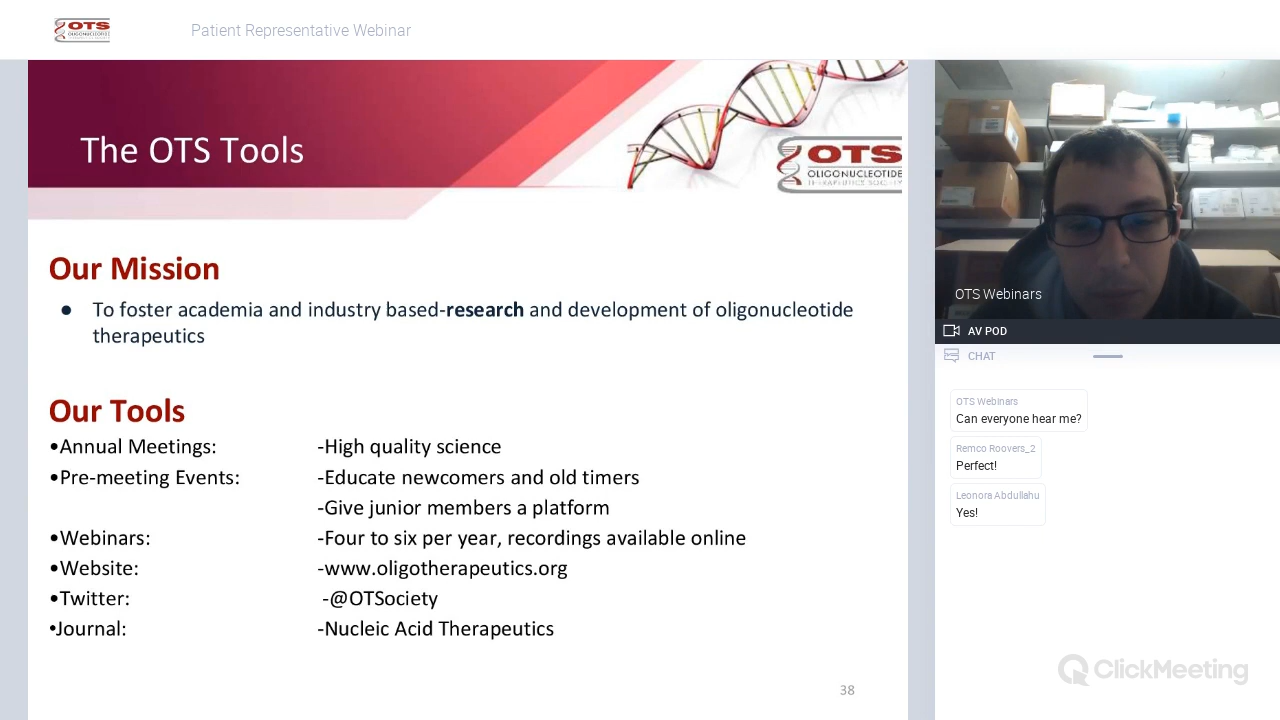 OTS
OLIGONUCLEOTIDE
Patient Representative Webinar
The OTS Tools
OTS
OLIGONUCLEOTIDE
THERAPEUTICS SOCIETY
Our Mission
● To foster academia and industry based-research and development of oligonucleotide
therapeutics
Our Tools
•Annual Meetings: -High quality science
•Pre-meeting Events: -Educate newcomers and old timers
-Give junior members a platform
•Webinars: -Four to six per year, recordings available online
•Website: -www.oligotherapeutics.org
•Twitter: -@OTSociety
•Journal: -Nucleic Acid Therapeutics
38
OTS Webinars
AV POD
CHAT
OTS Webinars
Can everyone hear me?
Remco Roovers_2
Perfect!
Leonora Abdullahu
Yes!
ClickMeeting